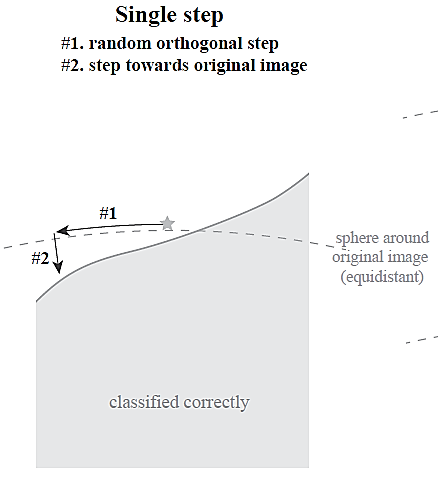 Single step
#1. random orthogonal step
#2. step towards original image
#1
#2
sphere around
original image
(equidistant)
classified correctly